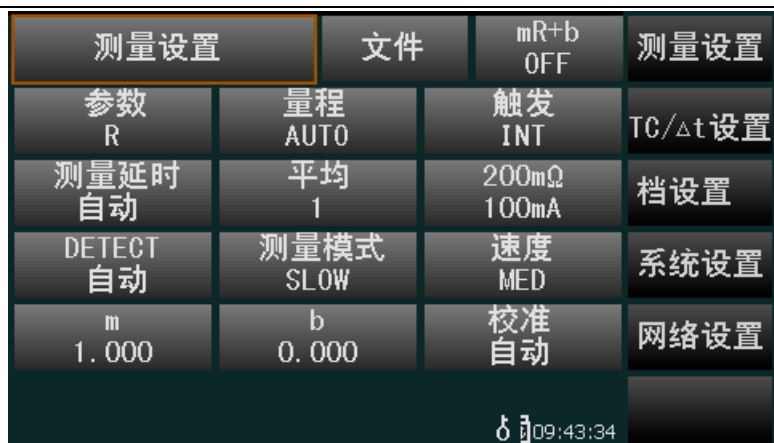 测量设置 文件 mR+b OFF 测量设置
参数 R 量程 AUTO 触发 INT TC/△t设置
测量延时 自动 平均 1 200mΩ 100mA 档设置
DETECT 自动 测量模式 SLOW 速度 MED 系统设置
m 1.000 b 0.000 校准 自动 网络设置
09:43:34